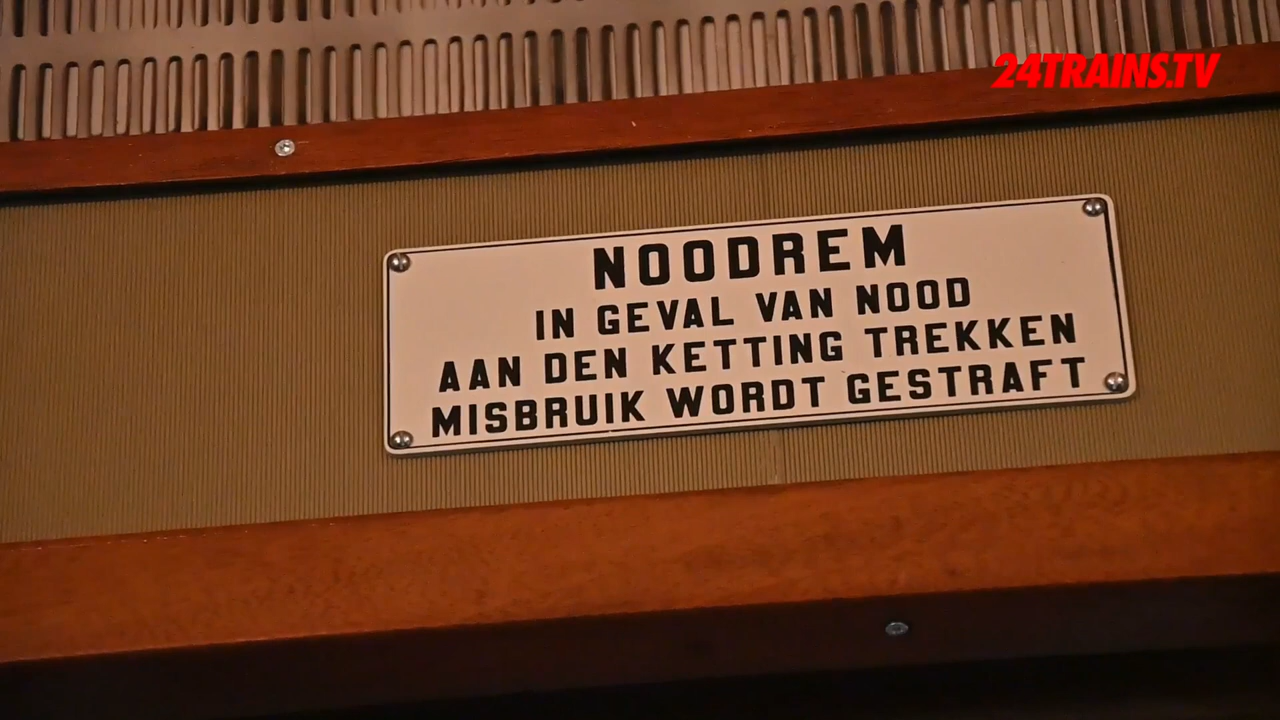 24TRAINS.TV
NOODREM
IN GEVAL VAN NOOD
AAN DEN KETTING TREKKEN
MISBRUIK WORDT GESTRAFT